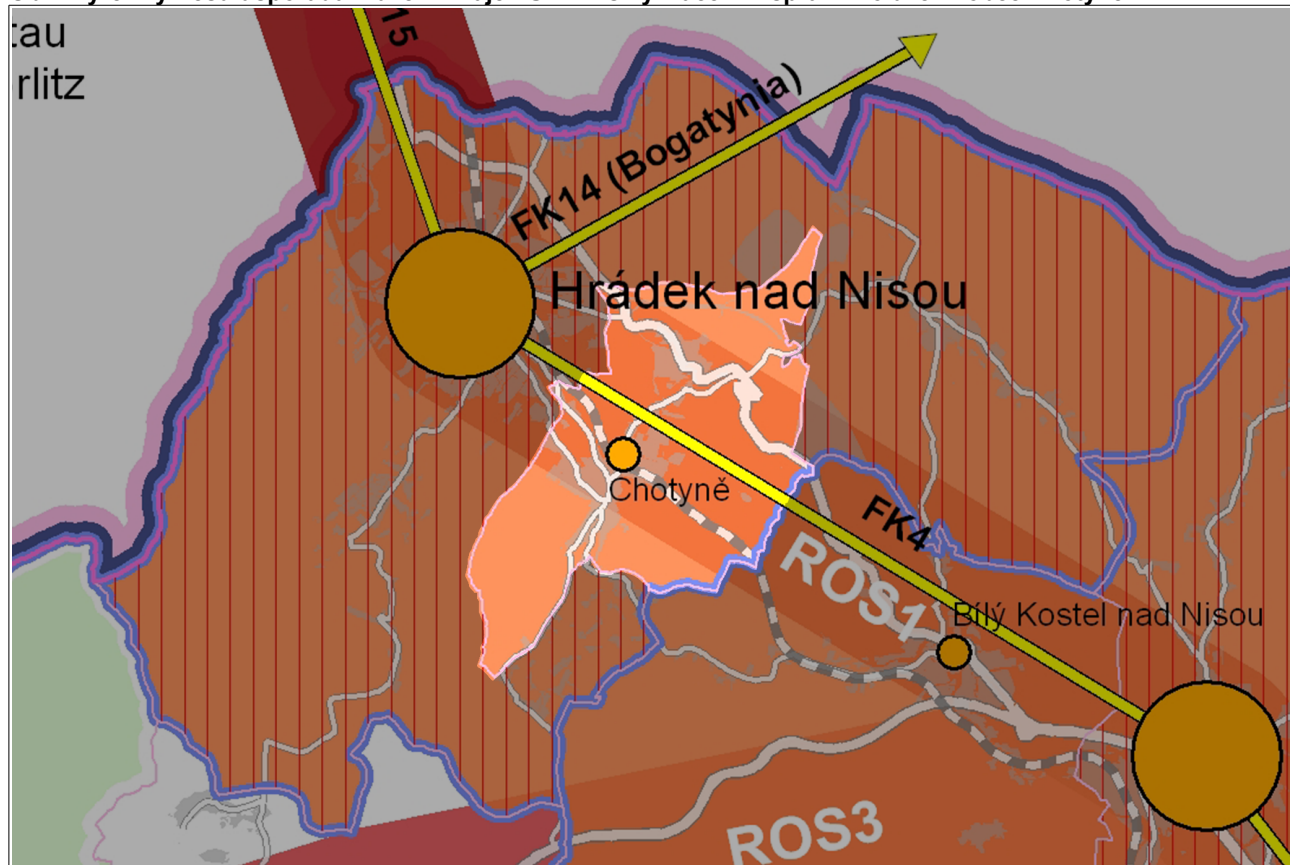 tau
rlitz
15
FK14 (Bogatynia)
Hrádek nad Nisou
Chotyně
FK4
ROS1
Bílý Kostel nad Nisou
ROS3